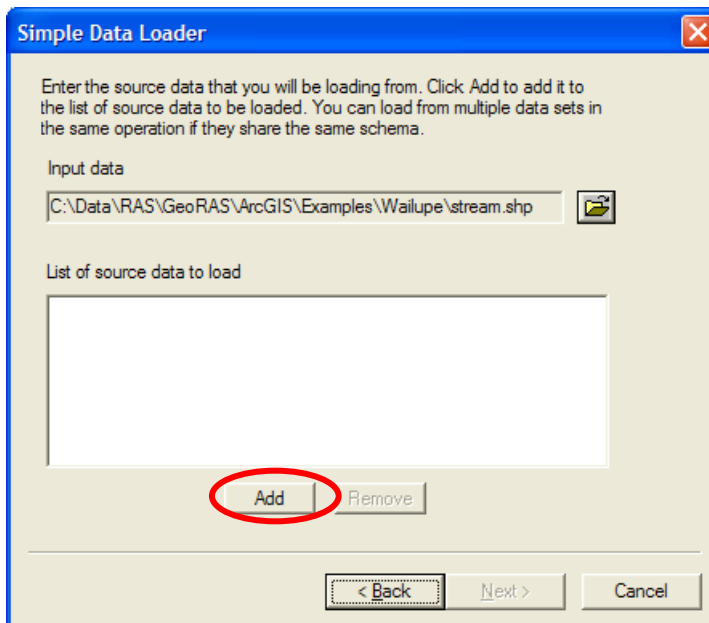 Simple Data Loader
Enter the source data that you will be loading from. Click Add to add it to
the list of source data to be loaded. You can load from multiple data sets in
the same operation if they share the same schema.
Input data
C:\Data\RAS\GeoRAS\ArcGIS\Examples\Wailupe\stream.shp
List of source data to load
Add Remove
< Back Next > Cancel